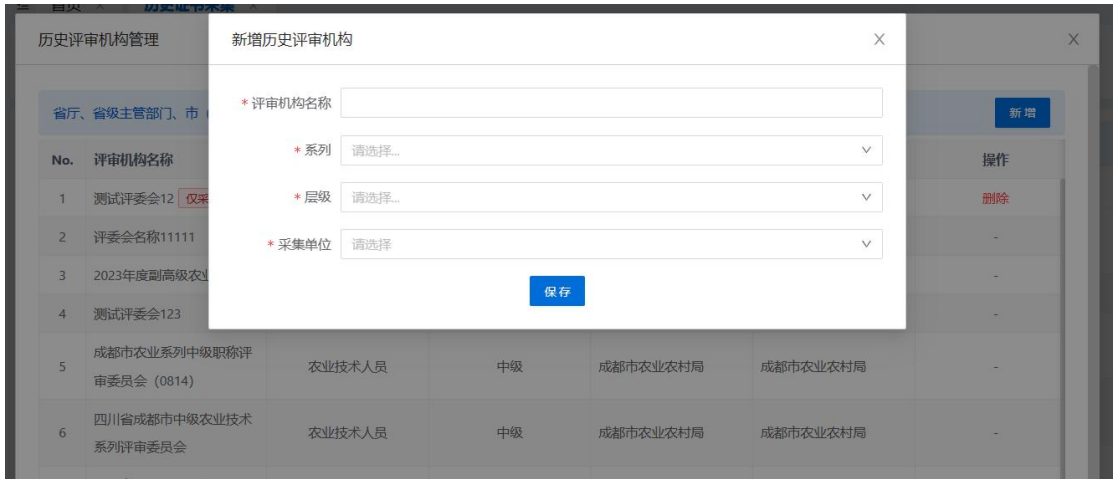 首页 × 历史证书采集 ×
历史评审机构管理
新增历史评审机构
省厅、省级主管部门、市
新增
* 评审机构名称
* 系列 请选择...
* 层级 请选择...
* 采集单位 请选择
保存
No. 评审机构名称 操作
1 测试评委会12 仅采 删除
2 评委会名称11111 -
3 2023年度副高级农业 -
4 测试评委会123 -
5 成都市农业系列中级职称评审委员会（0814） 农业技术人员 中级 成都市农业农村局 成都市农业农村局 -
6 四川省成都市中级农业技术系列评审委员会 农业技术人员 中级 成都市农业农村局 成都市农业农村局 -